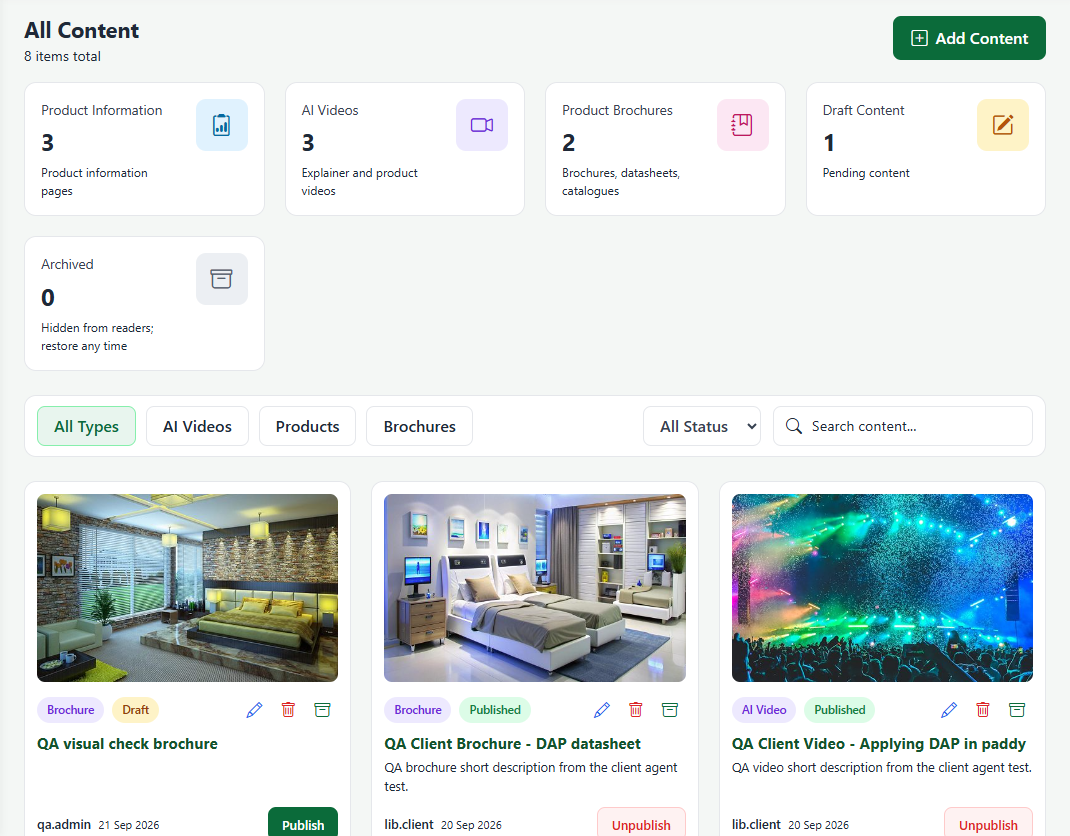 All Content
8 items total
Add Content
Product Information
3
Product information
pages
AI Videos
3
Explainer and product
videos
Product Brochures
2
Brochures, datasheets,
catalogues
Draft Content
1
Pending content
Archived
0
Hidden from readers;
restore any time
All Types
AI Videos
Products
Brochures
All Status
Search content...
Brochure
Draft
QA visual check brochure
qa.admin 21 Sep 2026
Publish
Brochure
Published
QA Client Brochure - DAP datasheet
QA brochure short description from the client agent
test.
lib.client 20 Sep 2026
Unpublish
AI Video
Published
QA Client Video - Applying DAP in paddy
QA video short description from the client agent test.
lib.client 20 Sep 2026
Unpublish